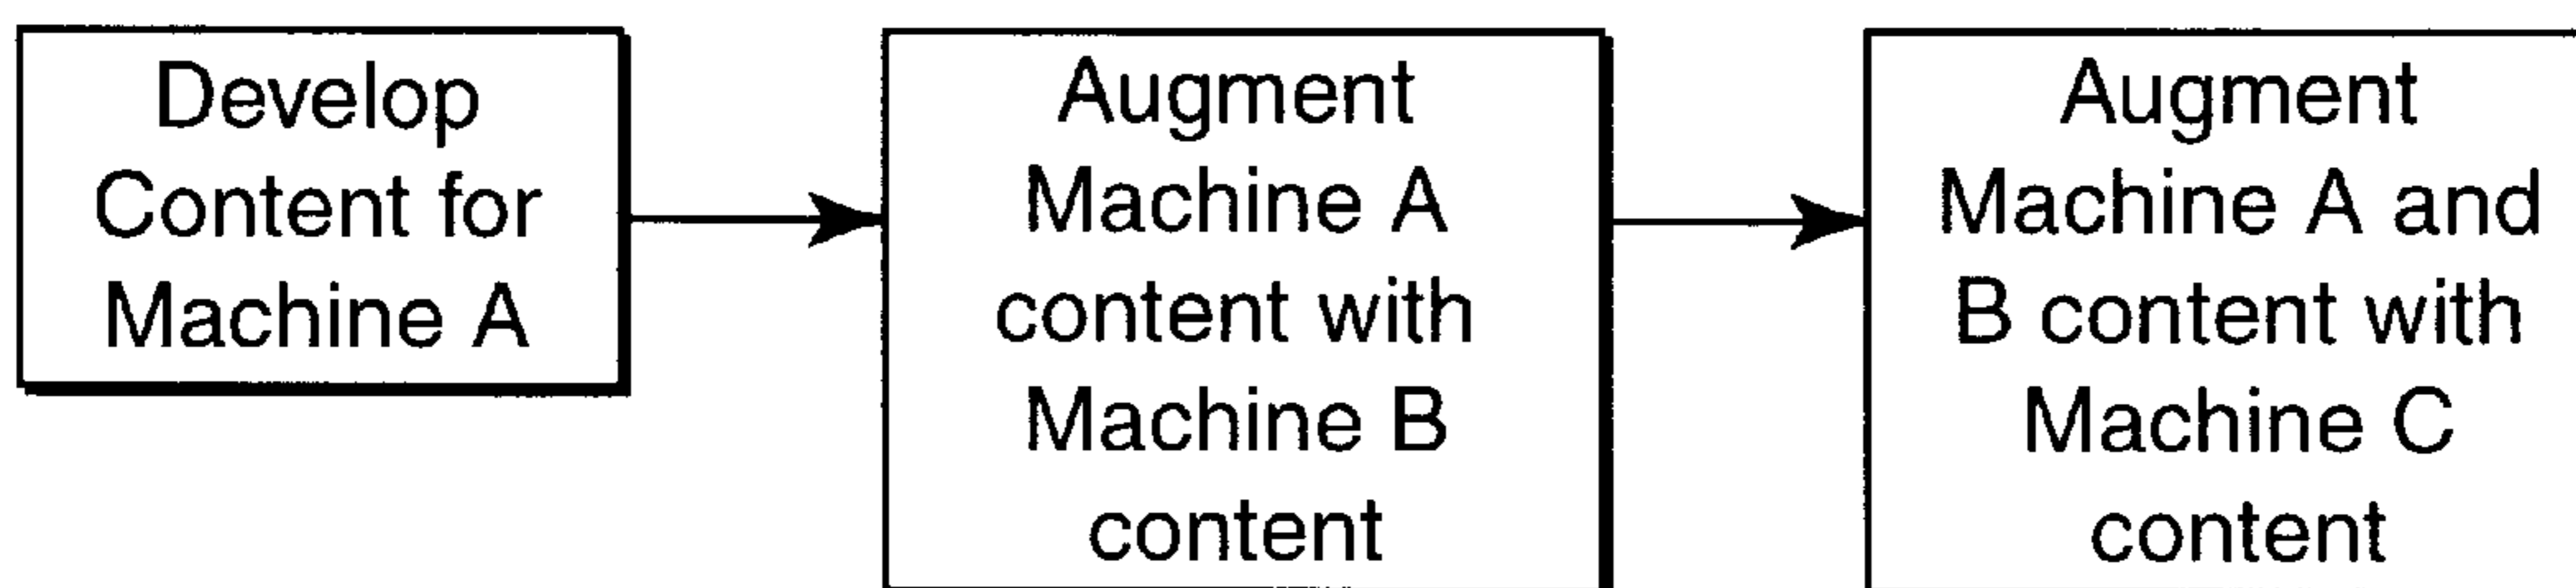 Develop
Content for
Machine A
Augment
Machine A
content with
Machine B
content
Augment
Machine A and
B content with
Machine C
content